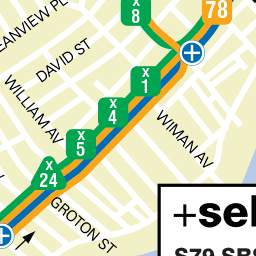 EANVIEW PL
X
8
78
DAVID ST
X
1
WILLIAM AV
X
4
WIMAN AV
X
5
X
24
GROTON ST
+sel
S79 SBS